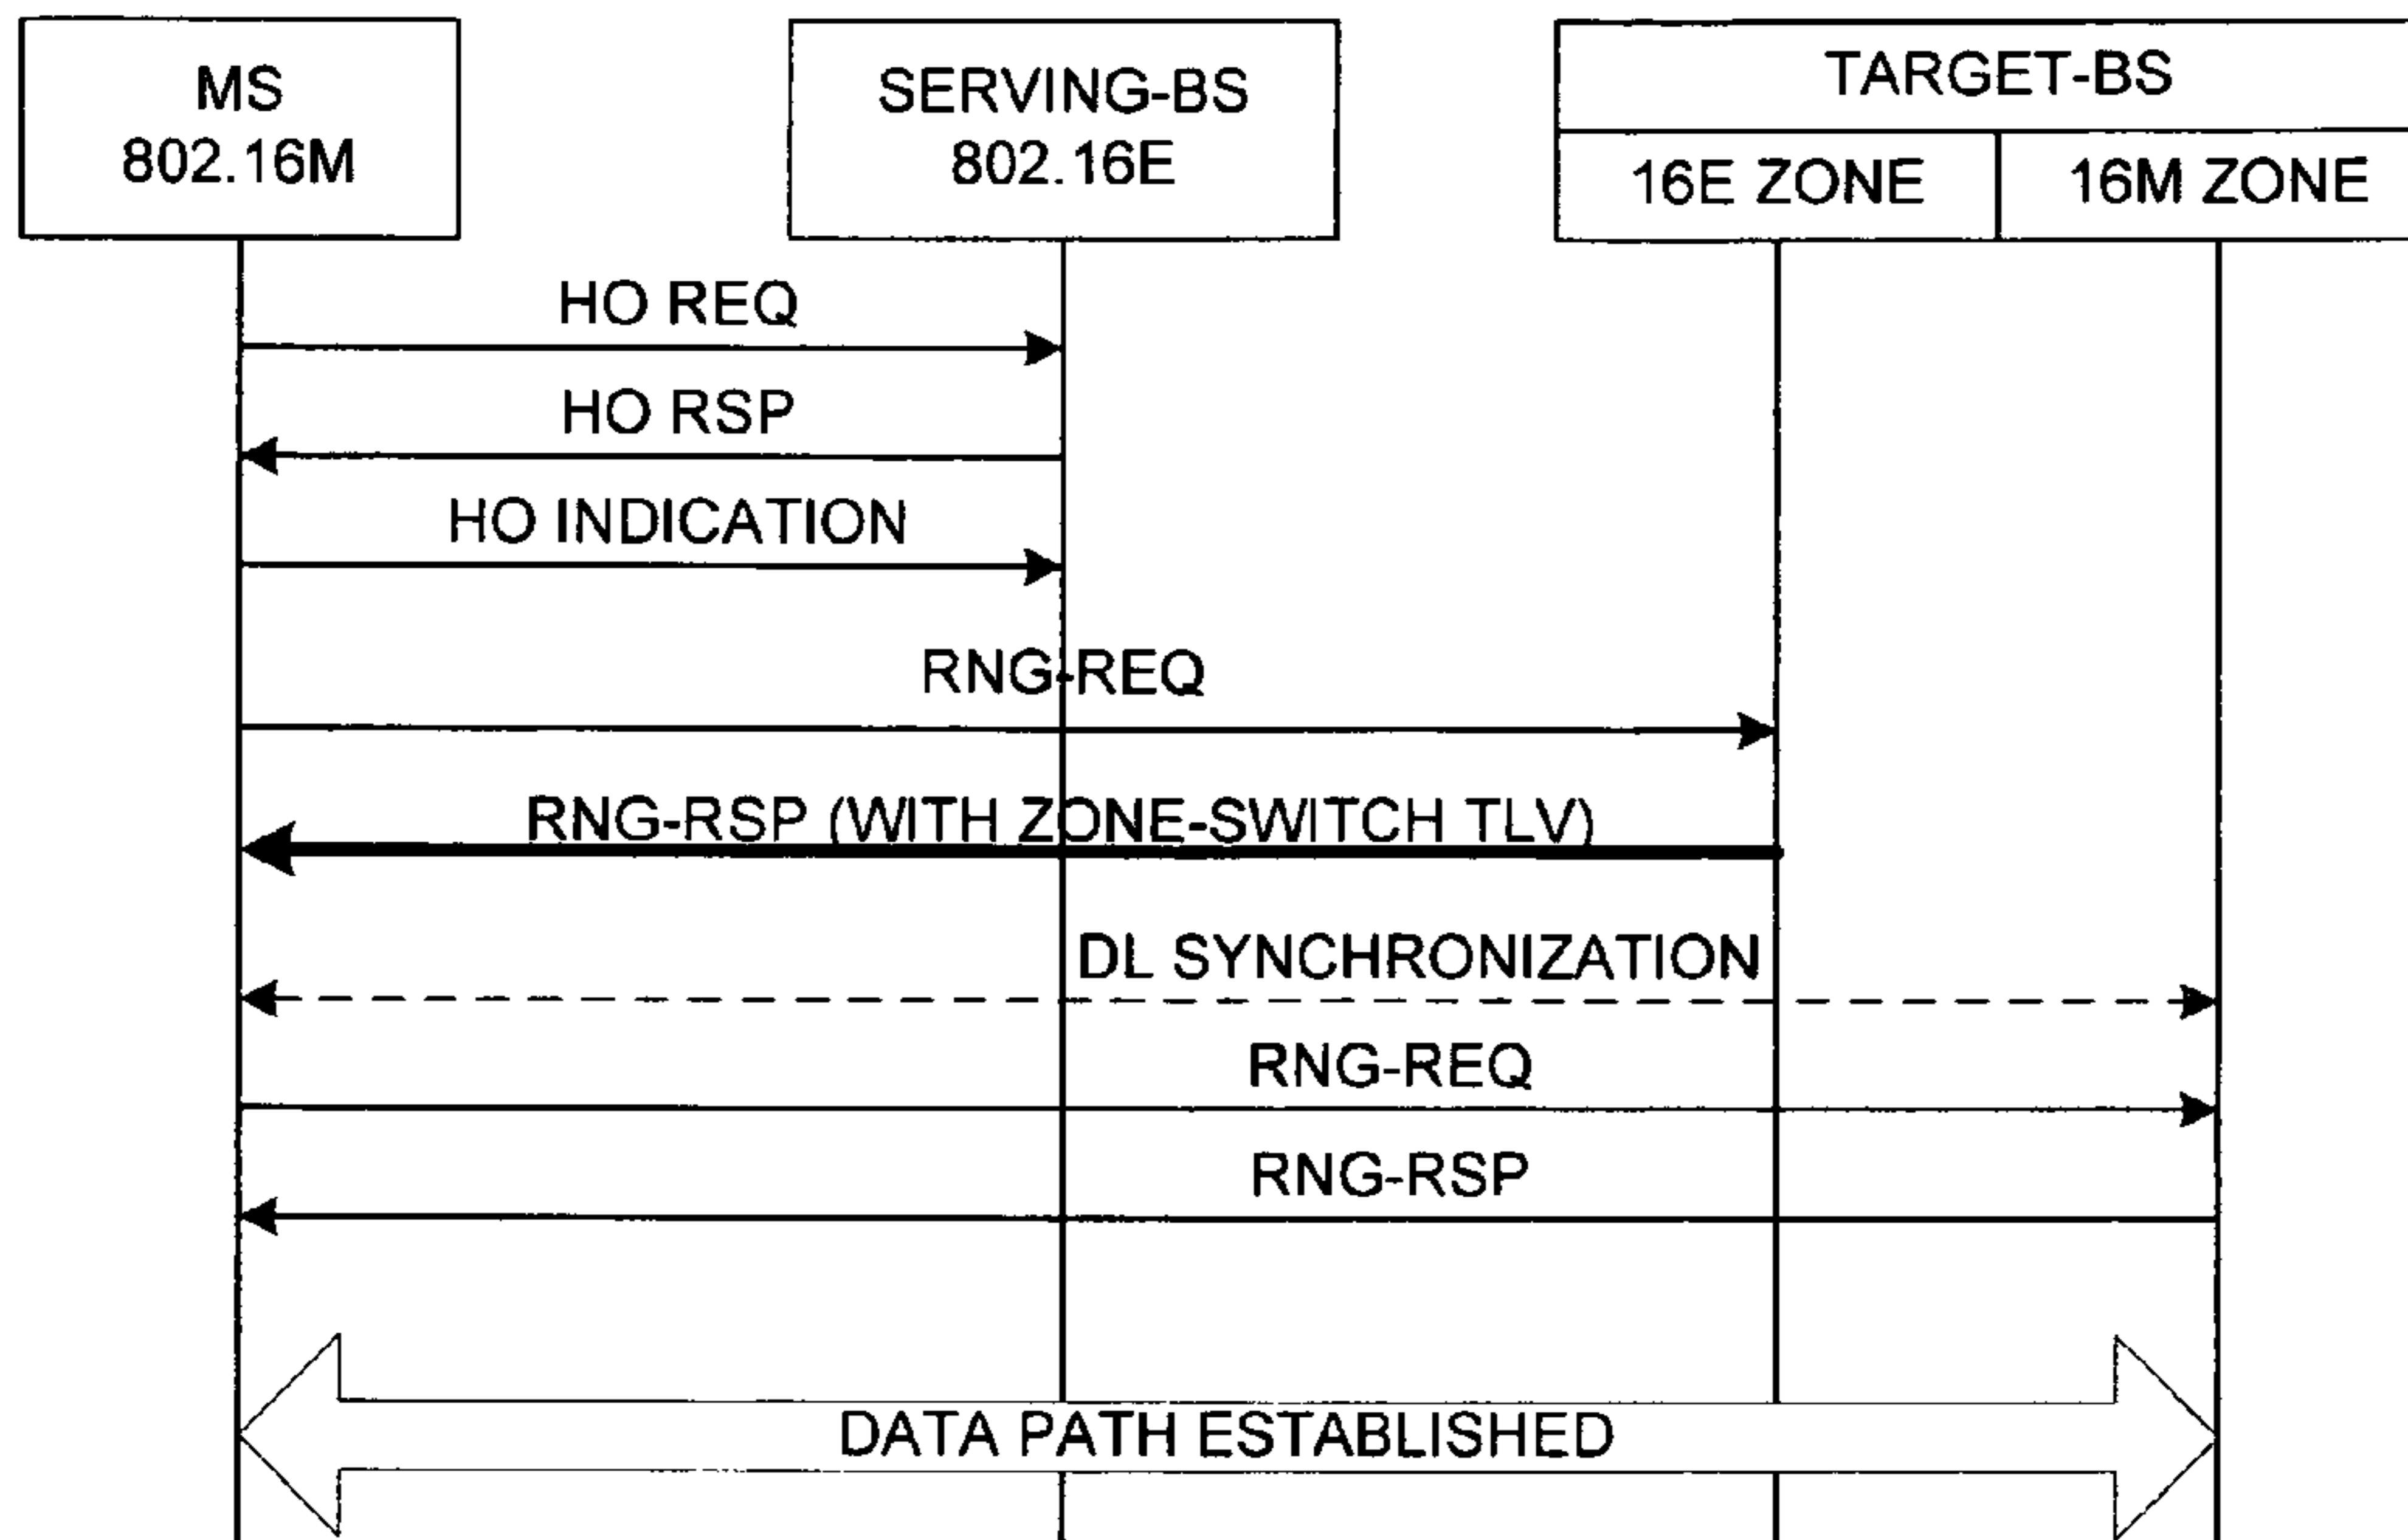 MS
802.16M
SERVING-BS
802.16E
TARGET-BS
16E ZONE
16M ZONE
HO REQ
HO RSP
HO INDICATION
RNG-REQ
RNG-RSP (WITH ZONE-SWITCH TLV)
DL SYNCHRONIZATION
RNG-REQ
RNG-RSP
DATA PATH ESTABLISHED